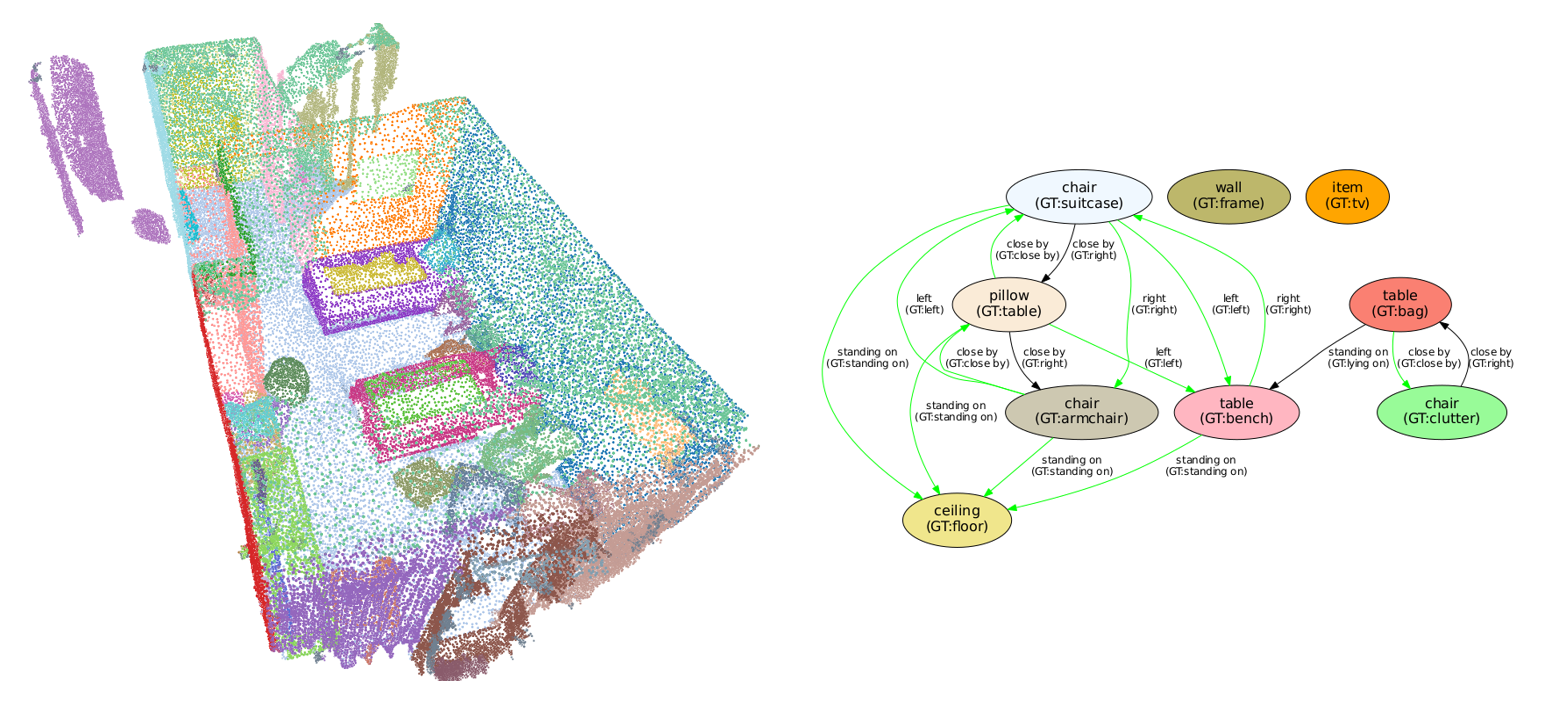 chair
(GT:suitcase)
wall
(GT:frame)
item
(GT:tv)
close by
(GT:close by)
close by
(GT:right)
pillow
(GT:table)
table
(GT:bag)
left
(GT:left)
right
(GT:right)
left
(GT:left)
right
(GT:right)
standing on
(GT:standing on)
close by
(GT:close by)
close by
(GT:right)
left
(GT:left)
standing on
(GT:lying on)
close by
(GT:close by)
close by
(GT:right)
standing on
(GT:standing on)
chair
(GT:armchair)
table
(GT:bench)
chair
(GT:clutter)
standing on
(GT:standing on)
standing on
(GT:standing on)
ceiling
(GT:floor)